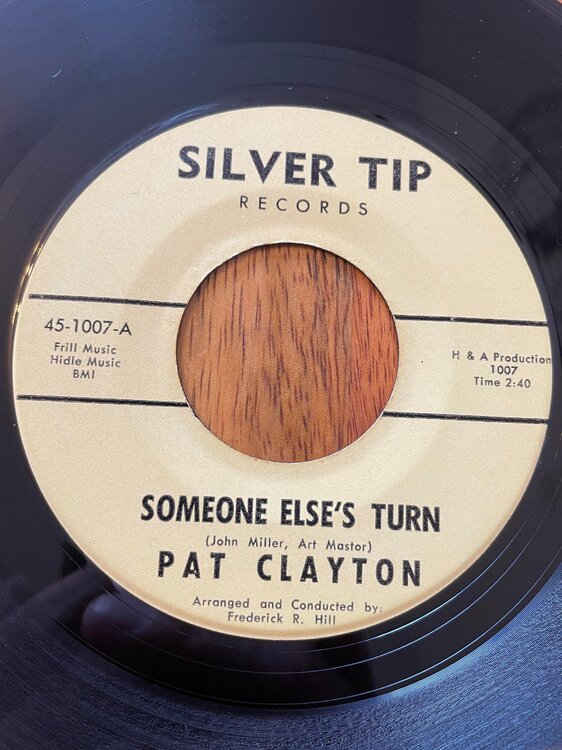 SILVER TIP
RECORDS
45-1007-A
Frill Music
Hidle Music
BMI
H & A Production
1007
Time 2:40
SOMEONE ELSE'S TURN
(John Miller, Art Mastor)
PAT CLAYTON
Arranged and Conducted by:
Frederick R. Hill